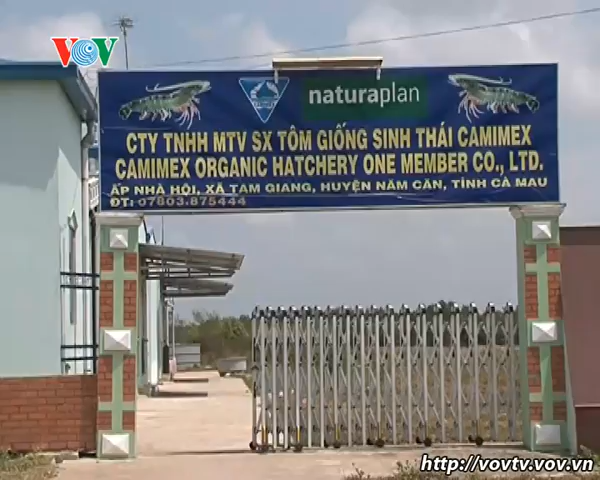 VOV
naturaplan
CTY TNHH MTV SX TÔM GIỐNG SINH THÁI CAMIMEX
CAMIMEX ORGANIC HATCHERY ONE MEMBER CO., LTD.
ẤP NHÀ HỘI, XÃ TAM GIANG, HUYỆN NĂM CĂN, TỈNH CÀ MAU
ĐT: 07803.875444
http://vovtv.vov.vn